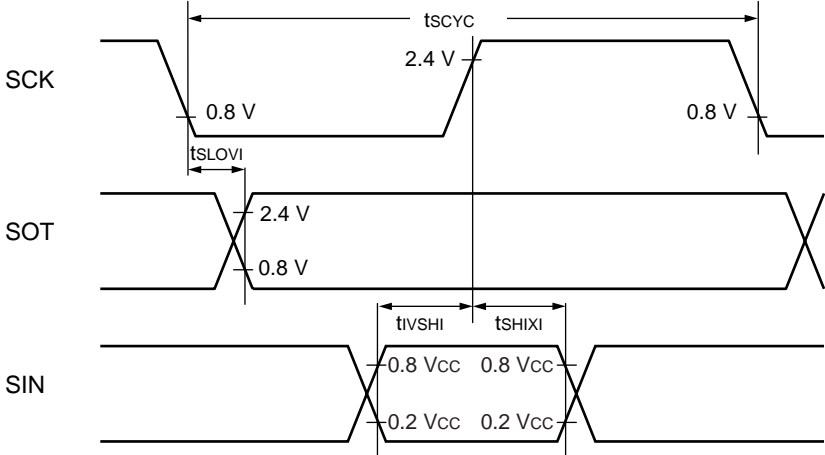 tSCYC
SCK
2.4 V
0.8 V
0.8 V
tSLOVI
SOT
2.4 V
0.8 V
tIVSHI
tSHIXI
SIN
0.8 VCC
0.8 VCC
0.2 VCC
0.2 VCC